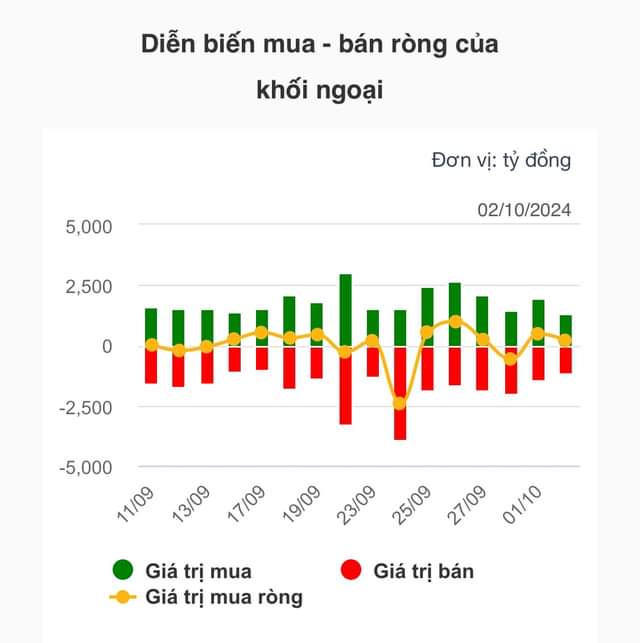 Diễn biến mua - bán ròng của
khối ngoại
Đơn vị: tỷ đồng
02/10/2024
5,000
2,500
0
-2,500
-5,000
11/09
13/09
17/09
19/09
23/09
25/09
27/09
01/10
Giá trị mua
Giá trị bán
Giá trị mua ròng